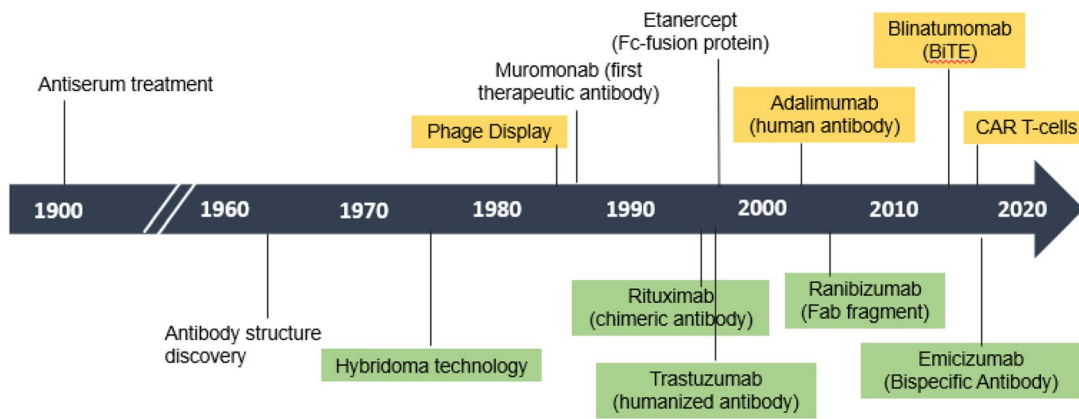 Antiserum treatment
Phage Display
Muromonab (first
therapeutic antibody)
Etanercept
(Fc-fusion protein)
Adalimumab
(human antibody)
Blinatumomab
(BiTE)
CAR T-cells
1900 1960 1970 1980 1990 2000 2010 2020
Antibody structure
discovery
Hybridoma technology
Rituximab
(chimeric antibody)
Trastuzumab
(humanized antibody)
Ranibizumab
(Fab fragment)
Emicizumab
(Bispecific Antibody)